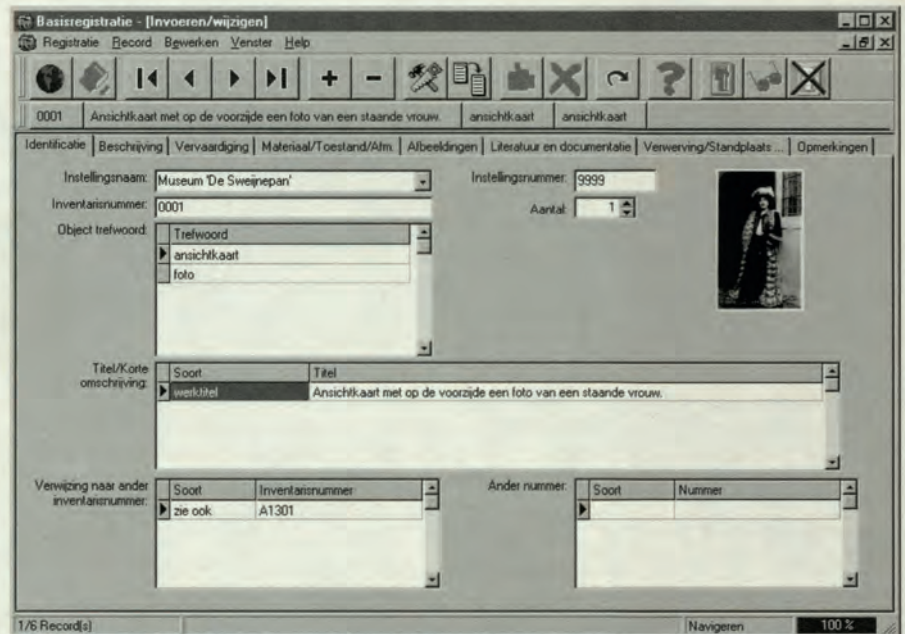 Basisregistratie - [Invoeren/wijzigen]
Registratie Record Bewerken Venster Help
0001 Ansichtkaart met op de voorzijde een foto van een staande vrouw. ansichtkaart ansichtkaart
Identificatie Beschrijving Vervaardiging Materiaal/Toestand/Afm. Afbeeldingen Literatuur en documentatie Verwerving/Standplaats ... Opmerkingen
Instellingsnaam: Museum 'De Sweijnepan' Instellingsnummer: 9999
Inventarisnummer: 0001 Aantal: 1
Object trefwoord: Trefwoord
ansichtkaart
foto
Titel/Korte omschrijving: Soort Titel
werktitel Ansichtkaart met op de voorzijde een foto van een staande vrouw.
Verwijzing naar ander inventarisnummer: Soort Inventarisnummer Ander nummer: Soort Nummer
zie ook A1301
1/6 Record(s) Navigeren 100 %